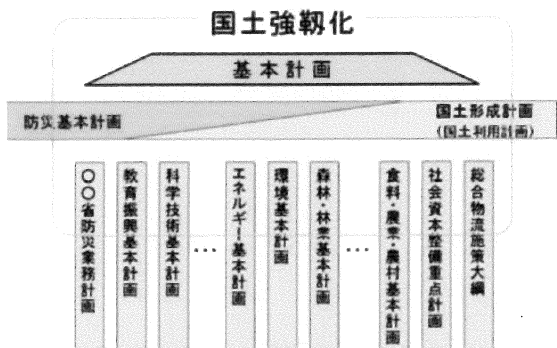 国土強靱化
基本計画
防災基本計画
国土形成計画
(国土利用計画)
〇〇省防災業務計画
教育振興基本計画
科学技術基本計画
…
エネルギー基本計画
環境基本計画
森林・林業基本計画
…
食料・農業・農村基本計画
社会資本整備重点計画
総合物流施策大綱